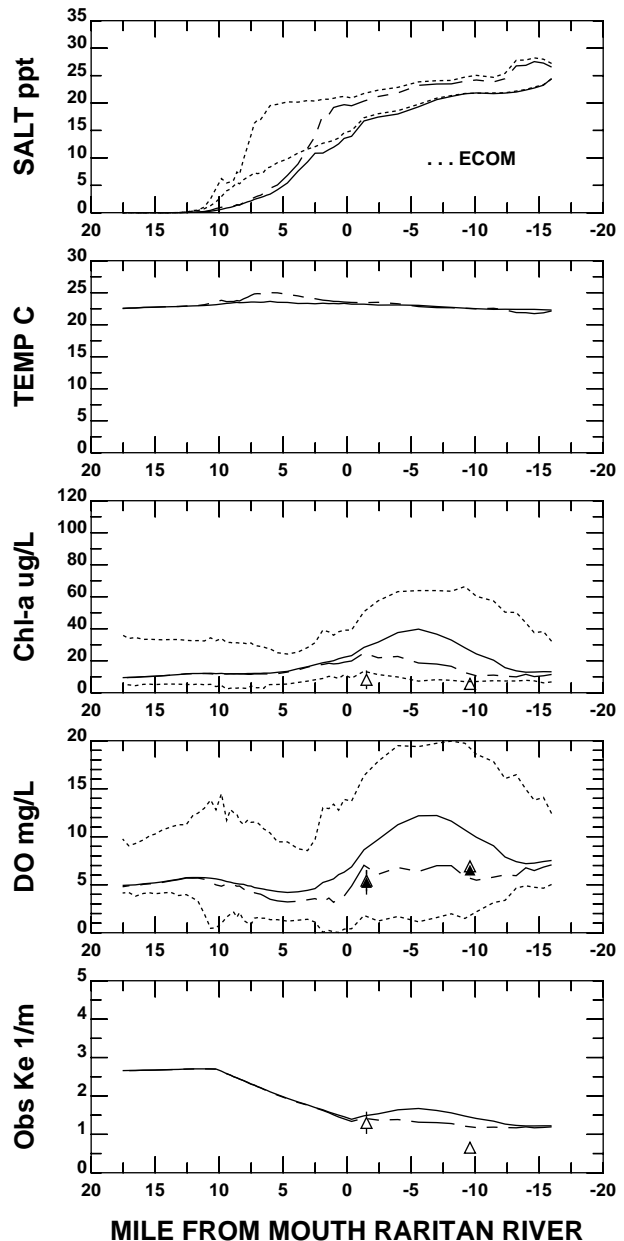 SALT ppt
35
30
25
20
15
10
5
0
. . . ECOM
20 15 10 5 0 -5 -10 -15 -20
TEMP C
30
25
20
15
10
5
0
20 15 10 5 0 -5 -10 -15 -20
Chl-a ug/L
120
100
80
60
40
20
0
20 15 10 5 0 -5 -10 -15 -20
DO mg/L
20
15
10
5
0
20 15 10 5 0 -5 -10 -15 -20
Obs Ke 1/m
5
4
3
2
1
0
20 15 10 5 0 -5 -10 -15 -20
MILE FROM MOUTH RARITAN RIVER